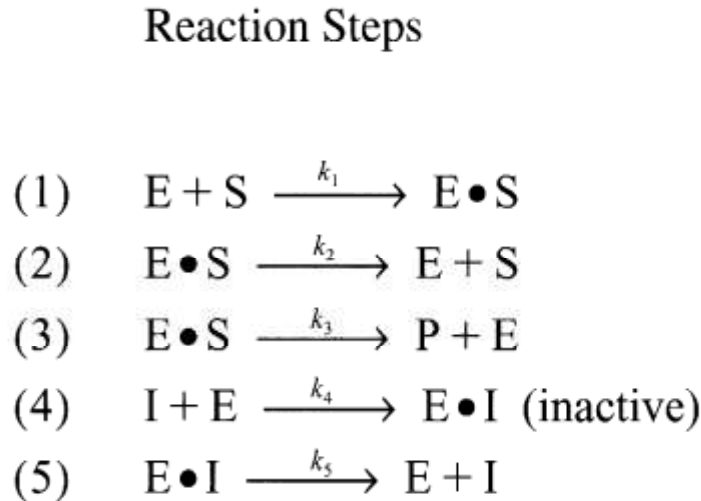 Reaction Steps
(1) E + S k₁ ⟶ E • S
(2) E • S k₂ ⟶ E + S
(3) E • S k₃ ⟶ P + E
(4) I + E k₄ ⟶ E • I (inactive)
(5) E • I k₅ ⟶ E + I